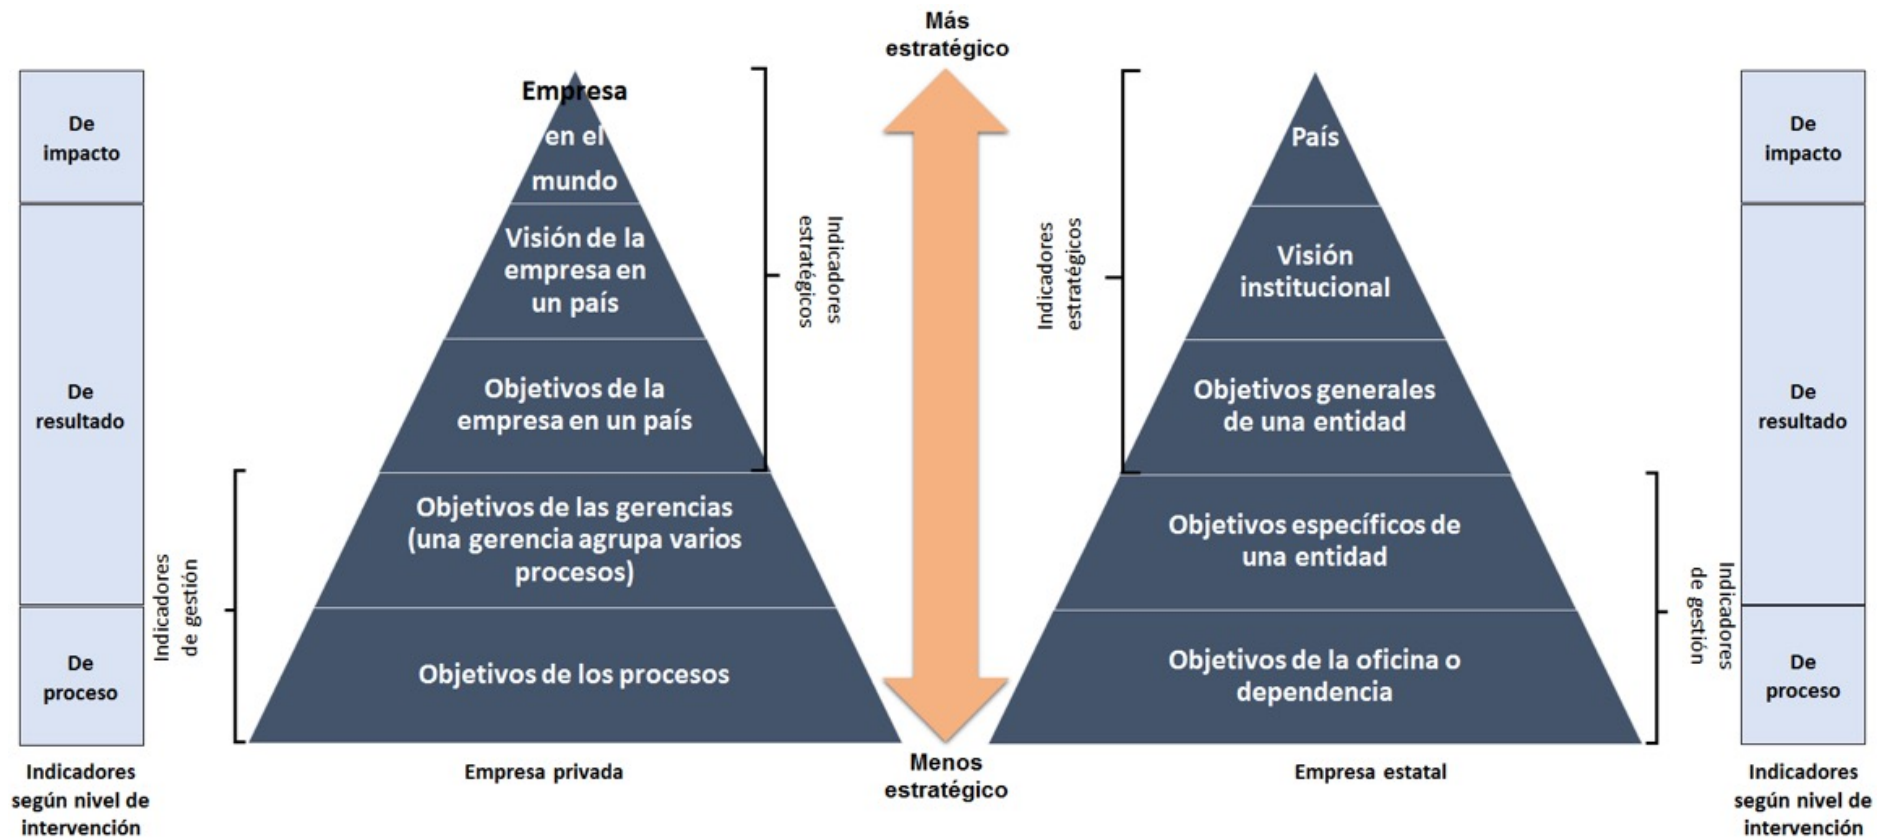 Más
estratégico
De
impacto
De
resultado
De
proceso
Indicadores
según nivel de
intervención
Indicadores
de gestión
Empresa
en el
mundo
Visión de la
empresa en
un país
Objetivos de la
empresa en un país
Objetivos de las gerencias
(una gerencia agrupa varios
procesos)
Objetivos de los procesos
Empresa privada
Indicadores
estratégicos
Menos
estratégico
Indicadores
estratégicos
País
Visión
institucional
Objetivos generales
de una entidad
Objetivos específicos de
una entidad
Objetivos de la oficina o
dependencia
Empresa estatal
Indicadores
de gestión
De
impacto
De
resultado
De
proceso
Indicadores
según nivel de
intervención